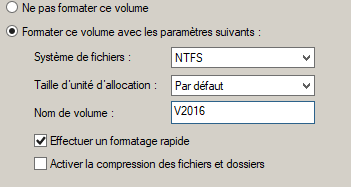 Ne pas formater ce volume
Formater ce volume avec les paramètres suivants :
Système de fichiers : NTFS
Taille d'unité d'allocation : Par défaut
Nom de volume : V2016
Effectuer un formatage rapide
Activer la compression des fichiers et dossiers